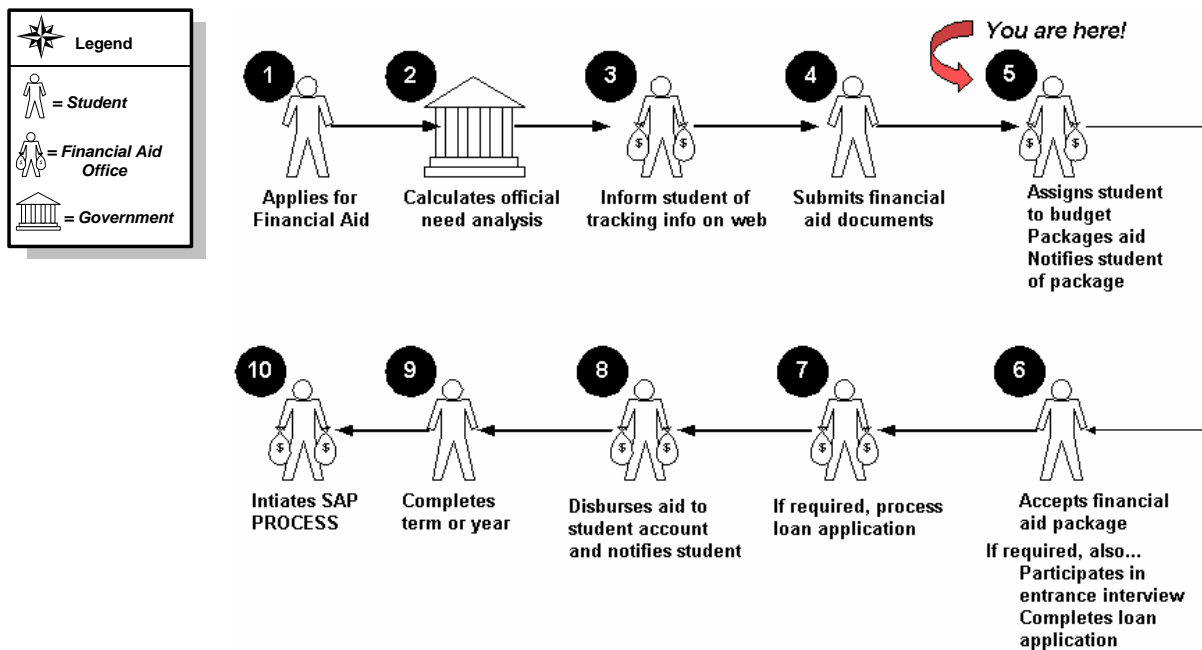 Legend
= Student
= Financial Aid
Office
= Government
You are here!
1
2
3
4
5
Applies for
Financial Aid
Calculates official
need analysis
Inform student of
tracking info on web
Submits financial
aid documents
Assigns student
to budget
Packages aid
Notifies student
of package
$ $
$ $
10
9
8
7
6
$ $
$ $
$ $
Intiates SAP
PROCESS
Completes
term or year
Disburses aid to
student account
and notifies student
If required, process
loan application
Accepts financial
aid package
If required, also...
Participates in
entrance interview
Completes loan
application